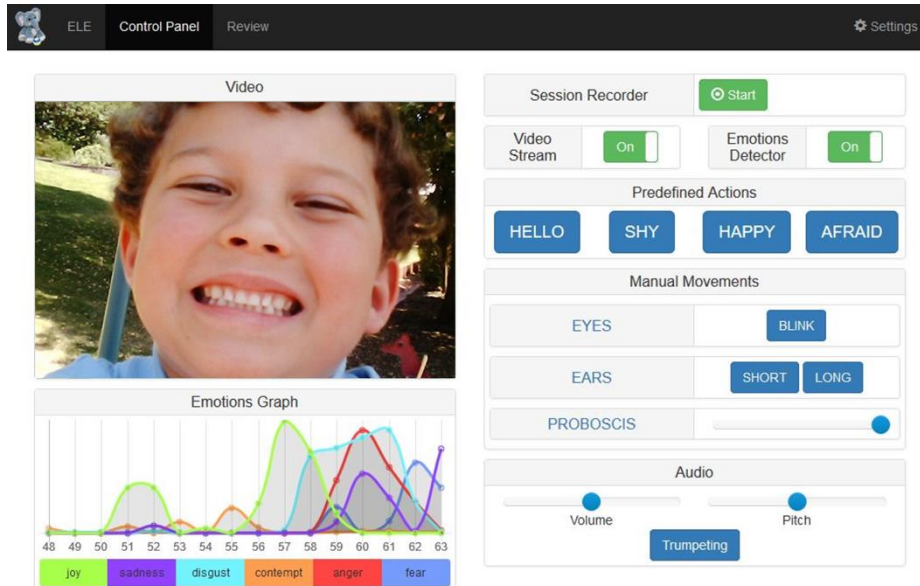 ELE Control Panel Review Settings
Video
Session Recorder Start
Video Stream On
Emotions Detector On
Predefined Actions
HELLO SHY HAPPY AFRAID
Manual Movements
EYES BLINK
EARS SHORT LONG
PROBOSCIS
Emotions Graph
48 49 50 51 52 53 54 55 56 57 58 59 60 61 62 63
joy sadness disgust contempt anger fear
Audio
Volume Pitch
Trumpeting